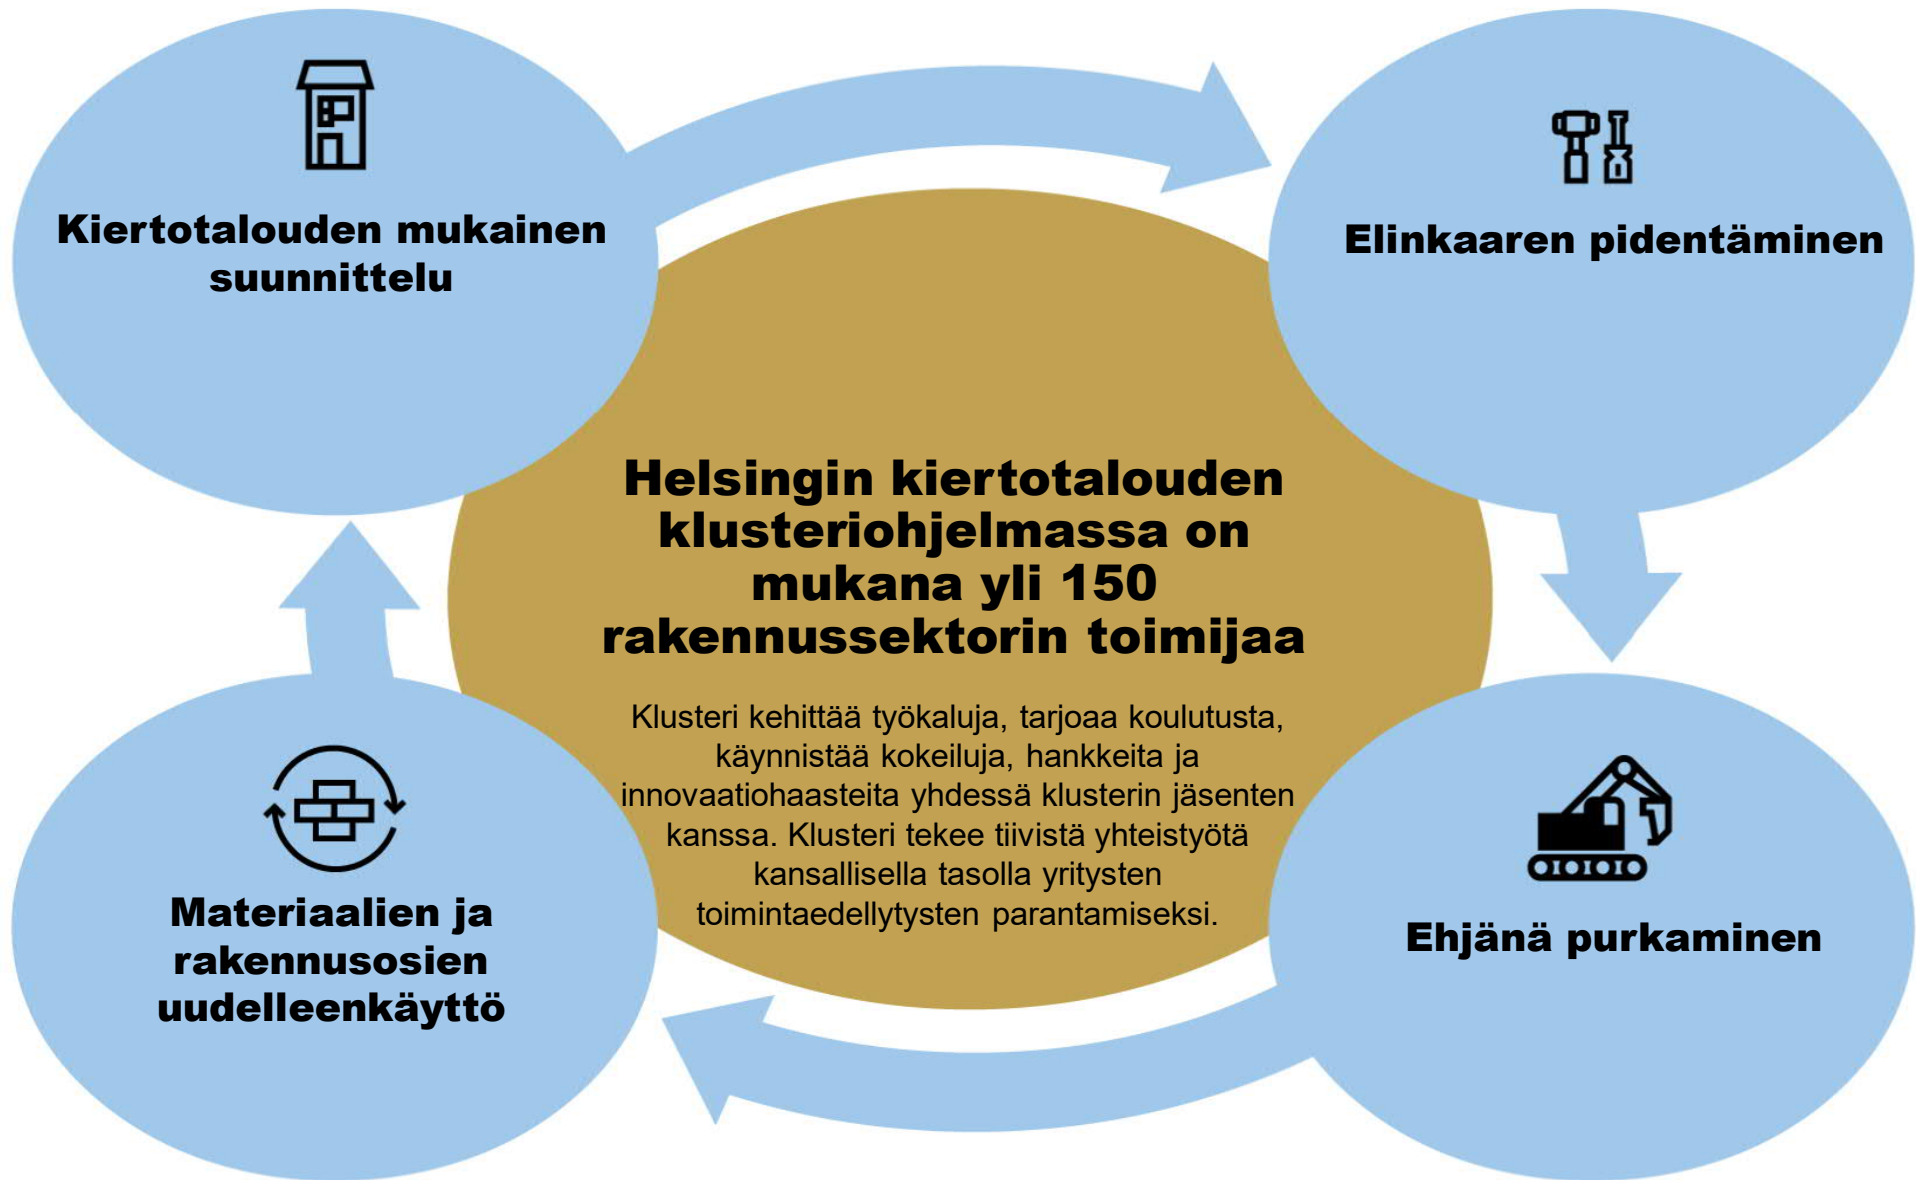 Kiertotalouden mukainen
suunnittelu
Elinkaaren pidentäminen
Helsingin kiertotalouden
klusteriohjelmassa on
mukana yli 150
rakennussektorin toimijaa
Klusteri kehittää työkaluja, tarjoaa koulutusta,
käynnistää kokeiluja, hankkeita ja
innovaatiohaasteita yhdessä klusterin jäsenten
kanssa. Klusteri tekee tiivistä yhteistyötä
kansallisella tasolla yritysten
toimintaedellytysten parantamiseksi.
Materiaalien ja
rakennusosien
uudelleenkäyttö
Ehjänä purkaminen